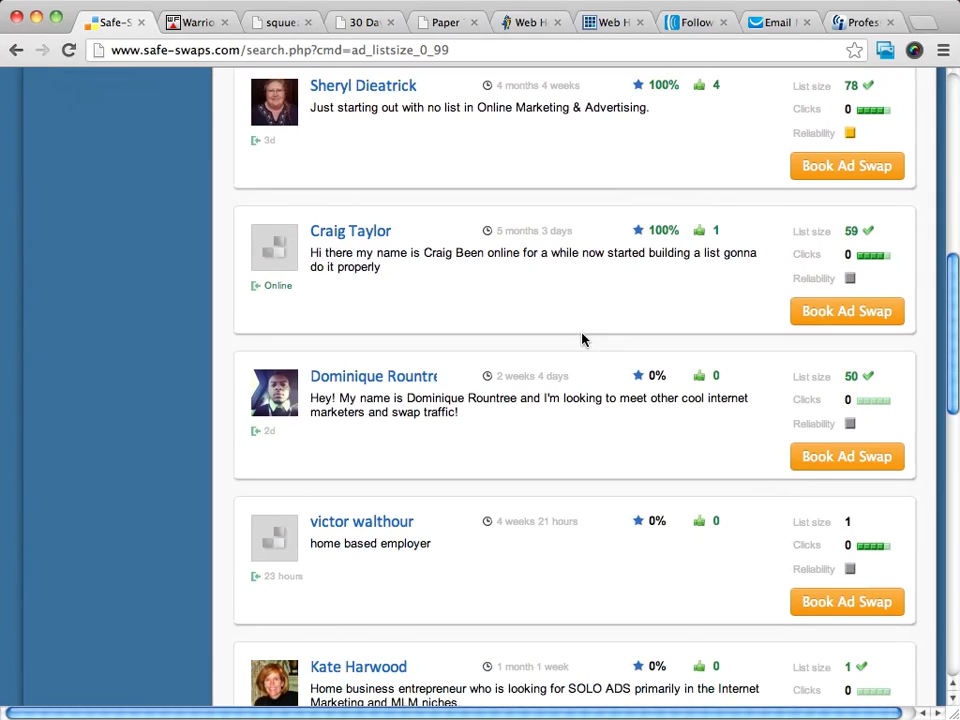 Safe-S
Warrio
squue
30 Da
Paper
Web H
Web H
Follow
Email
Profes
www.safe-swaps.com/search.php?cmd=ad_listsize_0_99
Sheryl Dieatrick
4 months 4 weeks
100%
4
List size 78
Just starting out with no list in Online Marketing & Advertising.
Clicks 0
3d
Reliability
Book Ad Swap
Craig Taylor
5 months 3 days
100%
1
List size 59
Hi there my name is Craig Been online for a while now started building a list gonna
do it properly
Clicks 0
Online
Reliability
Book Ad Swap
Dominique Rountre
2 weeks 4 days
0%
0
List size 50
Hey! My name is Dominique Rountree and I'm looking to meet other cool internet
marketers and swap traffic!
Clicks 0
2d
Reliability
Book Ad Swap
victor walthour
4 weeks 21 hours
0%
0
List size 1
home based employer
Clicks 0
23 hours
Reliability
Book Ad Swap
Kate Harwood
1 month 1 week
0%
0
List size 1
Home business entrepreneur who is looking for SOLO ADS primarily in the Internet
Marketing and MLM niches.
Clicks 0